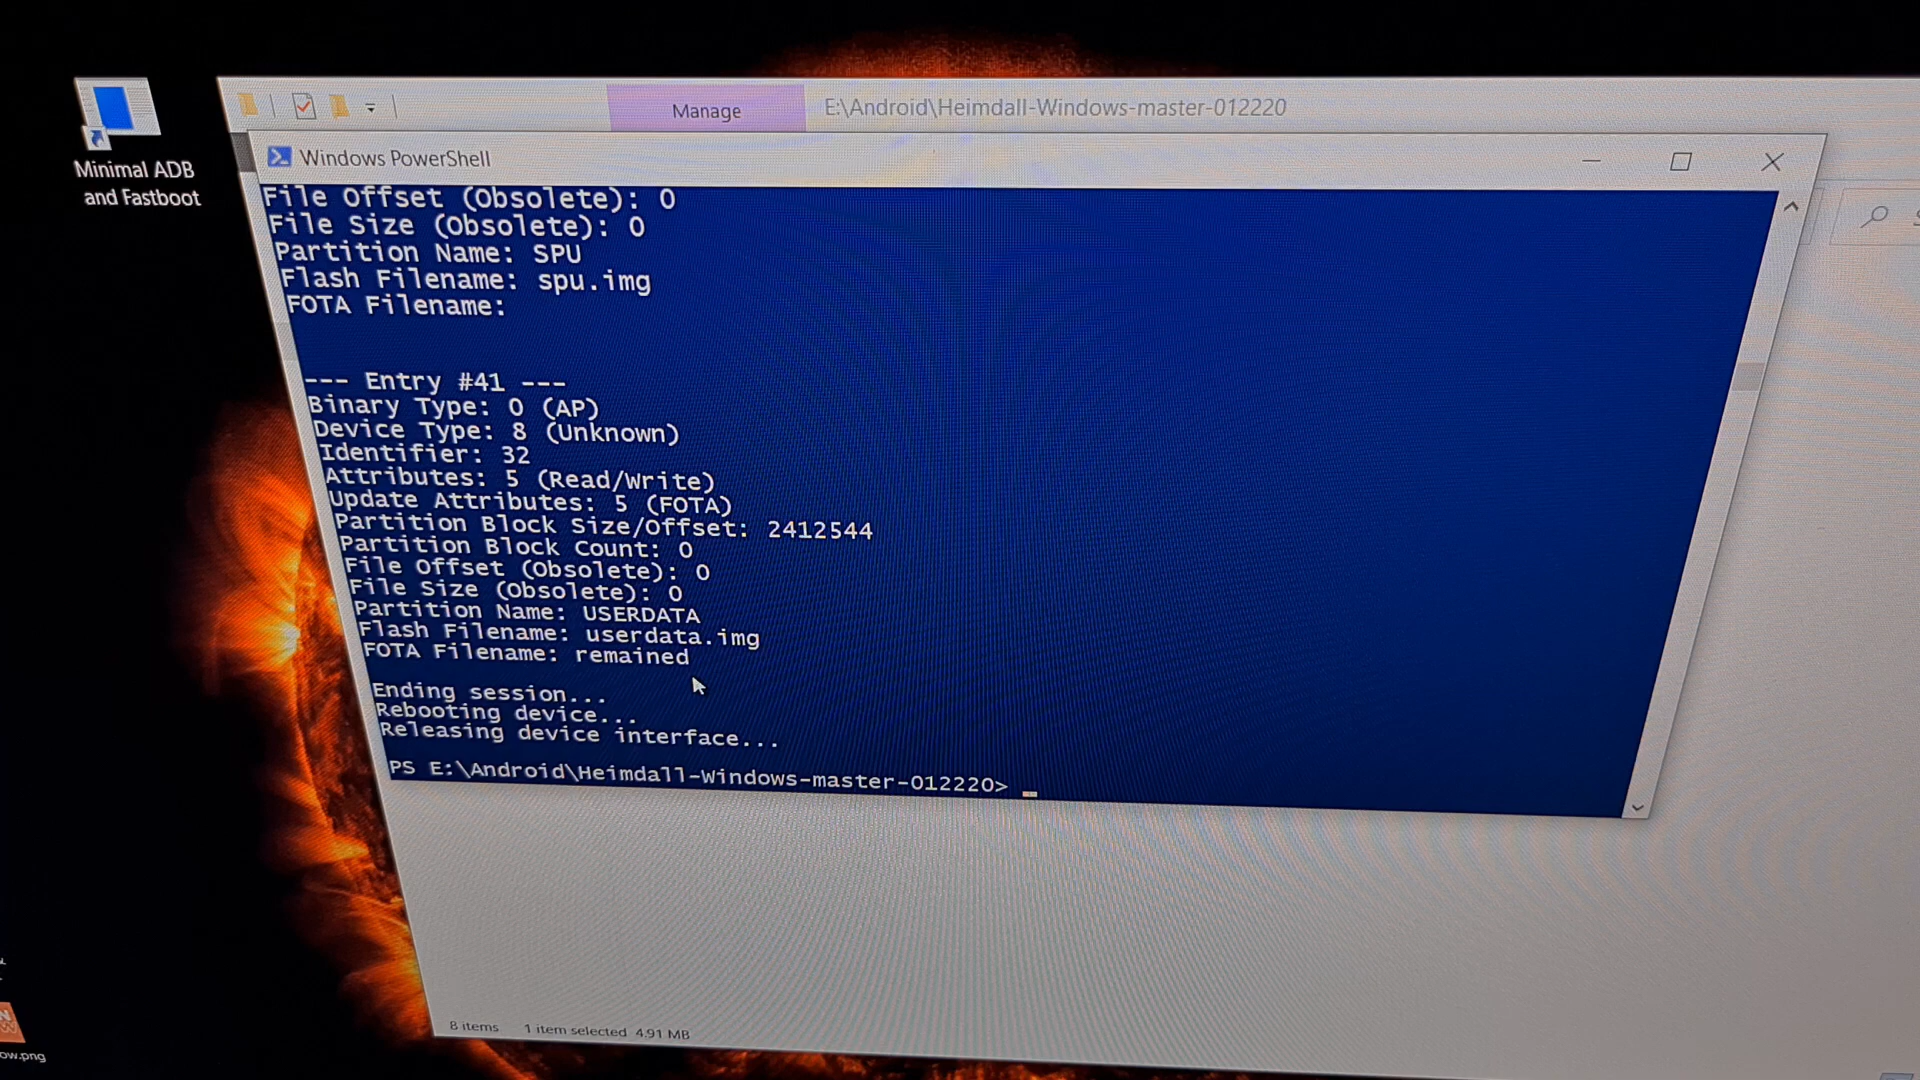 Minimal ADB
and Fastboot
Manage
E:\Android\Heimdall-Windows-master-012220
Windows PowerShell
File Offset (Obsolete): 0
File Size (Obsolete): 0
Partition Name: SPU
Flash Filename: spu.img
FOTA Filename:
--- Entry #41 ---
Binary Type: 0 (AP)
Device Type: 8 (Unknown)
Identifier: 32
Attributes: 5 (Read/Write)
Update Attributes: 5 (FOTA)
Partition Block Size/Offset: 2412544
Partition Block Count: 0
File Offset (Obsolete): 0
File Size (Obsolete): 0
Partition Name: USERDATA
Flash Filename: userdata.img
FOTA Filename: remained
Ending session...
Rebooting device...
Releasing device interface...
PS E:\Android\Heimdall-Windows-master-012220>
8 items 1 item selected 4.91 MB
ow.png